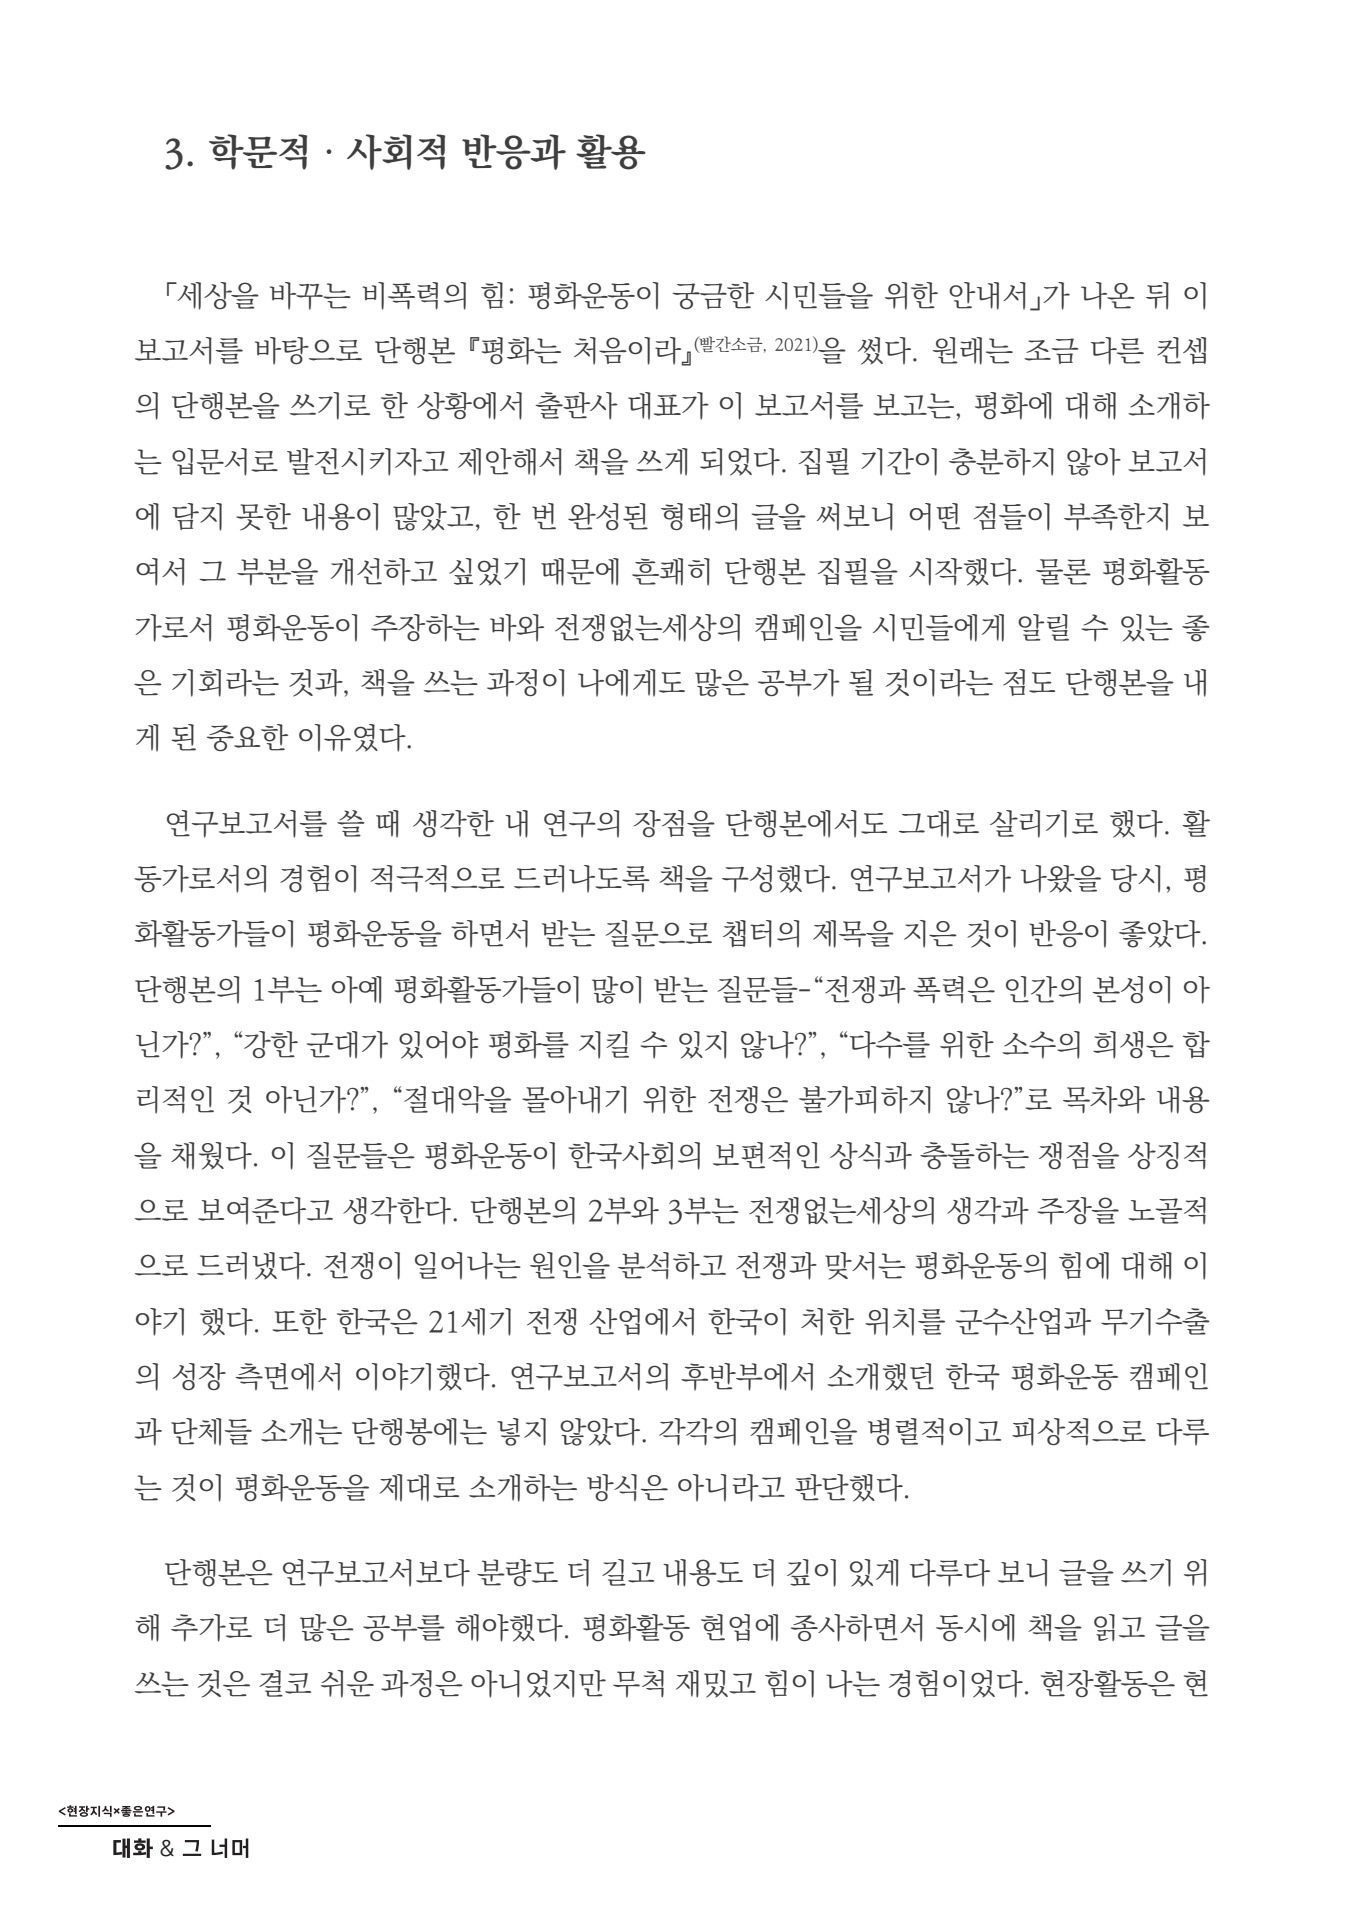 3. 학문적 · 사회적 반응과 활용
「세상을 바꾸는 비폭력의 힘: 평화운동이 궁금한 시민들을 위한 안내서」가 나온 뒤 이
보고서를 바탕으로 단행본 『평화는 처음이라』(빨간소금, 2021)을 썼다. 원래는 조금 다른 컨셉
의 단행본을 쓰기로 한 상황에서 출판사 대표가 이 보고서를 보고는, 평화에 대해 소개하
는 입문서로 발전시키자고 제안해서 책을 쓰게 되었다. 집필 기간이 충분하지 않아 보고서
에 담지 못한 내용이 많았고, 한 번 완성된 형태의 글을 써보니 어떤 점들이 부족한지 보
여서 그 부분을 개선하고 싶었기 때문에 흔쾌히 단행본 집필을 시작했다. 물론 평화활동
가로서 평화운동이 주장하는 바와 전쟁없는세상의 캠페인을 시민들에게 알릴 수 있는 좋
은 기회라는 것과, 책을 쓰는 과정이 나에게도 많은 공부가 될 것이라는 점도 단행본을 내
게 된 중요한 이유였다.
연구보고서를 쓸 때 생각한 내 연구의 장점을 단행본에서도 그대로 살리기로 했다. 활
동가로서의 경험이 적극적으로 드러나도록 책을 구성했다. 연구보고서가 나왔을 당시, 평
화활동가들이 평화운동을 하면서 받는 질문으로 챕터의 제목을 지은 것이 반응이 좋았다.
단행본의 1부는 아예 평화활동가들이 많이 받는 질문들-“전쟁과 폭력은 인간의 본성이 아
닌가?”, “강한 군대가 있어야 평화를 지킬 수 있지 않나?”, “다수를 위한 소수의 희생은 합
리적인 것 아닌가?”, “절대악을 몰아내기 위한 전쟁은 불가피하지 않나?”로 목차와 내용
을 채웠다. 이 질문들은 평화운동이 한국사회의 보편적인 상식과 충돌하는 쟁점을 상징적
으로 보여준다고 생각한다. 단행본의 2부와 3부는 전쟁없는세상의 생각과 주장을 노골적
으로 드러냈다. 전쟁이 일어나는 원인을 분석하고 전쟁과 맞서는 평화운동의 힘에 대해 이
야기 했다. 또한 한국은 21세기 전쟁 산업에서 한국이 처한 위치를 군수산업과 무기수출
의 성장 측면에서 이야기했다. 연구보고서의 후반부에서 소개했던 한국 평화운동 캠페인
과 단체들 소개는 단행봉에는 넣지 않았다. 각각의 캠페인을 병렬적이고 피상적으로 다루
는 것이 평화운동을 제대로 소개하는 방식은 아니라고 판단했다.
단행본은 연구보고서보다 분량도 더 길고 내용도 더 깊이 있게 다루다 보니 글을 쓰기 위
해 추가로 더 많은 공부를 해야했다. 평화활동 현업에 종사하면서 동시에 책을 읽고 글을
쓰는 것은 결코 쉬운 과정은 아니었지만 무척 재밌고 힘이 나는 경험이었다. 현장활동은 현
<현장지식×좋은연구>
대화 & 그 너머